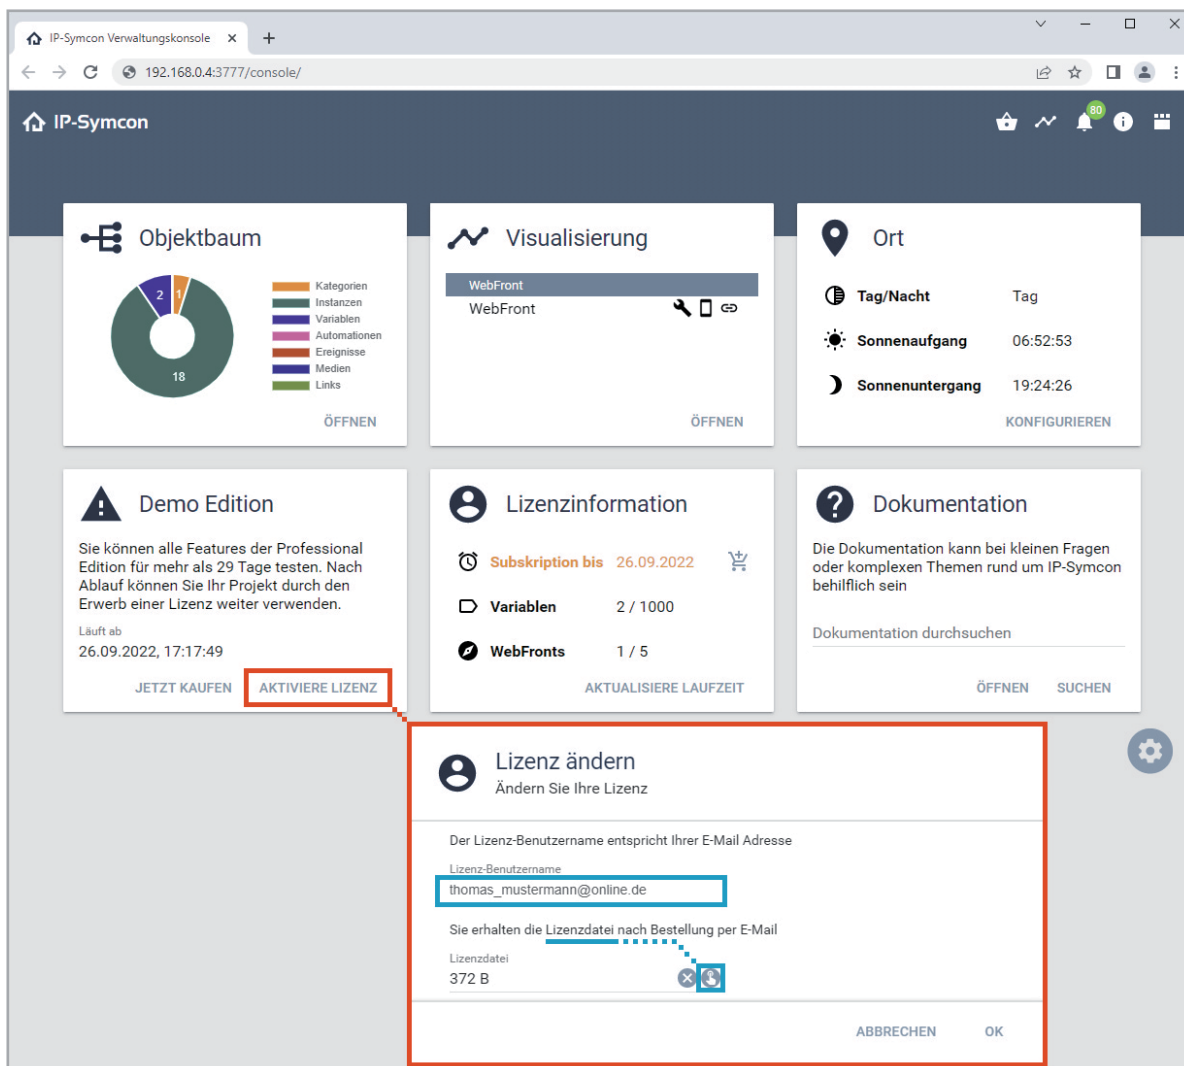 IP-Symcon Verwaltungskonsole
192.168.0.4:3777/console/
IP-Symcon
80
Objektbaum
2
1
18
Kategorien
Instanzen
Variablen
Automationen
Ereignisse
Medien
Links
ÖFFNEN
Visualisierung
WebFront
WebFront
ÖFFNEN
Ort
Tag/Nacht Tag
Sonnenaufgang 06:52:53
Sonnenuntergang 19:24:26
KONFIGURIEREN
Demo Edition
Sie können alle Features der Professional
Edition für mehr als 29 Tage testen. Nach
Ablauf können Sie Ihr Projekt durch den
Erwerb einer Lizenz weiter verwenden.
Läuft ab
26.09.2022, 17:17:49
JETZT KAUFEN AKTIVIERE LIZENZ
Lizenzinformation
Subskription bis 26.09.2022
Variablen 2 / 1000
WebFronts 1 / 5
AKTUALISIERE LAUFZEIT
Dokumentation
Die Dokumentation kann bei kleinen Fragen
oder komplexen Themen rund um IP-Symcon
behilflich sein
Dokumentation durchsuchen
ÖFFNEN SUCHEN
Lizenz ändern
Ändern Sie Ihre Lizenz
Der Lizenz-Benutzername entspricht Ihrer E-Mail Adresse
Lizenz-Benutzername
thomas_mustermann@online.de
Sie erhalten die Lizenzdatei nach Bestellung per E-Mail
Lizenzdatei
372 B
ABBRECHEN OK